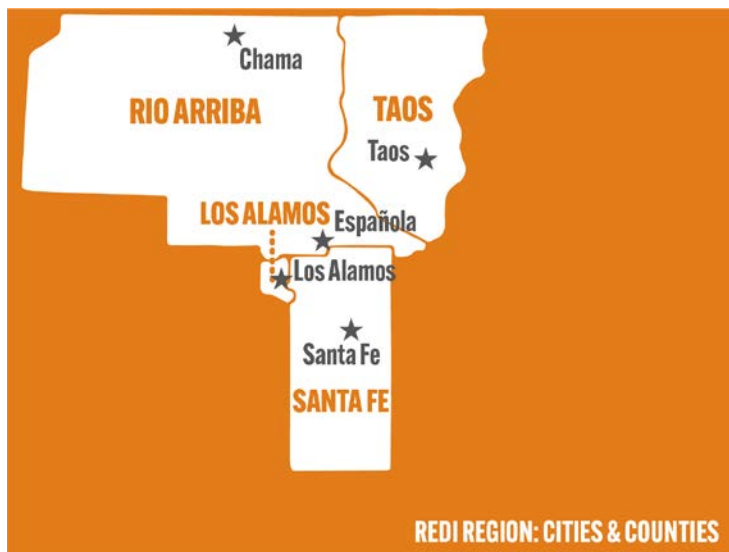 Chama
RIO ARRIBA
TAOS
Taos
LOS ALAMOS
Española
Los Alamos
Santa Fe
SANTA FE
REDI REGION: CITIES & COUNTIES